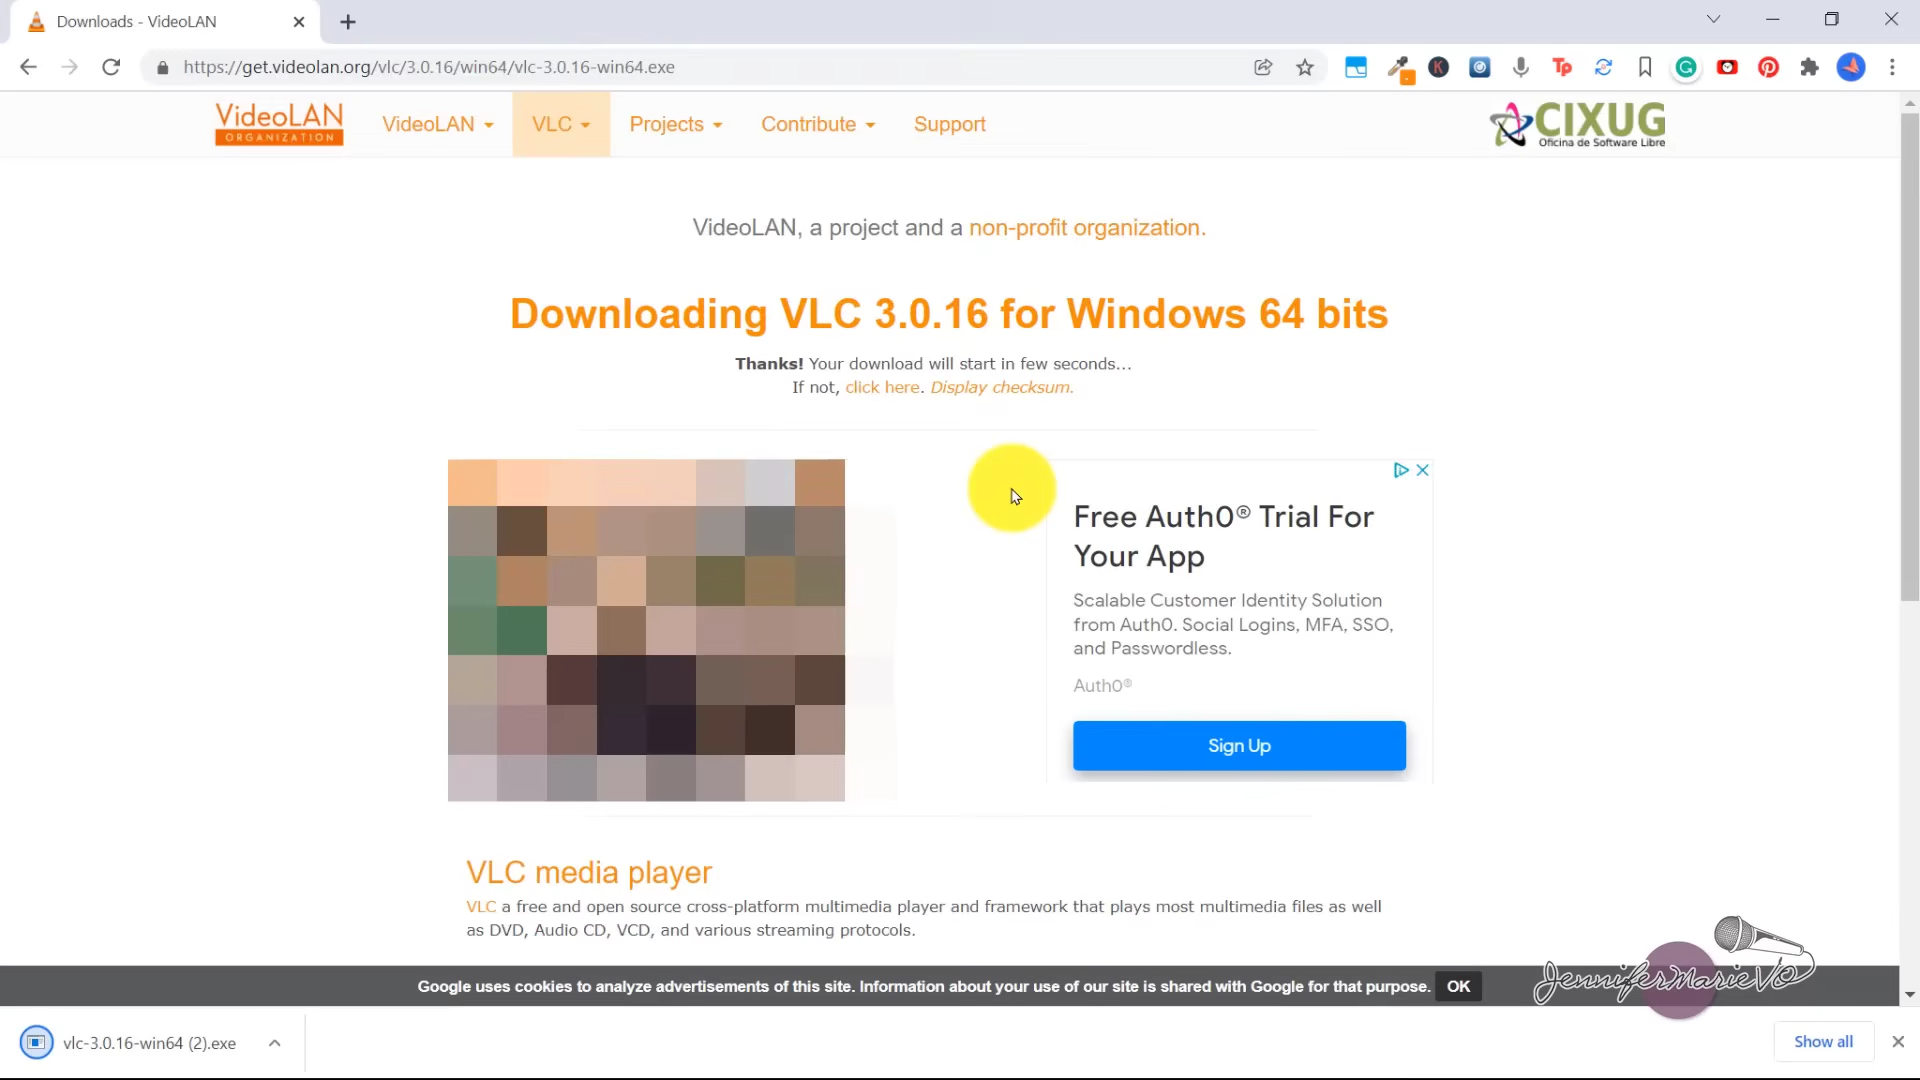 Downloads - VideoLAN
https://get.videolan.org/vlc/3.0.16/win64/vlc-3.0.16-win64.exe
K
TP
G
VideoLAN
ORGANIZATION
VideoLAN
VLC
Projects
Contribute
Support
CIXUG
Oficina de Software Libre
VideoLAN, a project and a non-profit organization.
Downloading VLC 3.0.16 for Windows 64 bits
Thanks! Your download will start in few seconds...
If not, click here. Display checksum.
Free Auth0® Trial For
Your App
Scalable Customer Identity Solution
from Auth0. Social Logins, MFA, SSO,
and Passwordless.
Auth0®
Sign Up
VLC media player
VLC a free and open source cross-platform multimedia player and framework that plays most multimedia files as well
as DVD, Audio CD, VCD, and various streaming protocols.
Google uses cookies to analyze advertisements of this site. Information about your use of our site is shared with Google for that purpose.
OK
JenniferMarieVO
vlc-3.0.16-win64 (2).exe
Show all